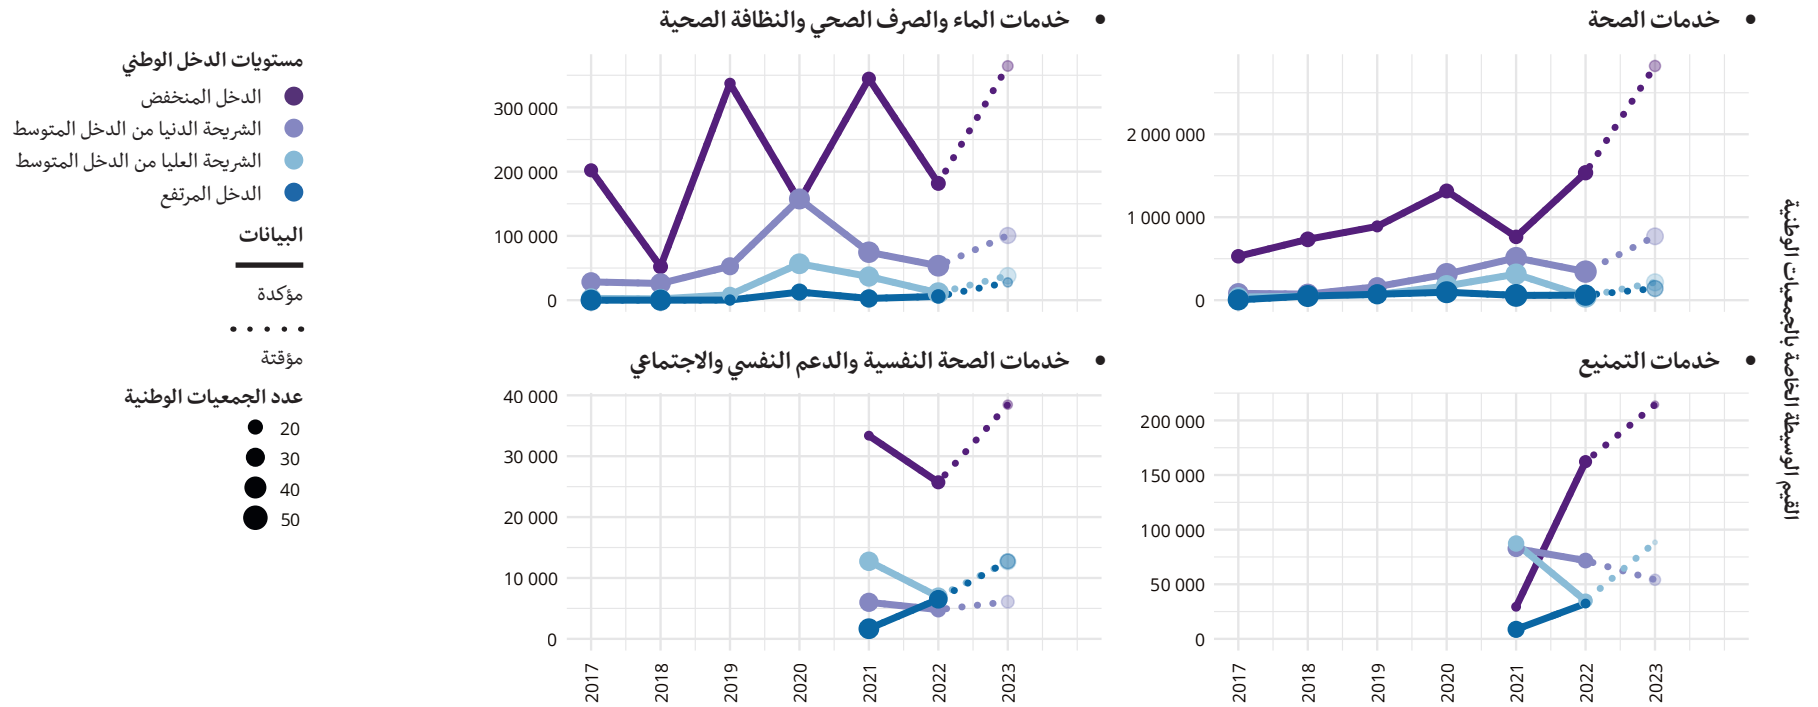 • خدمات الصحة
2 000 000
1 000 000
0
• خدمات الماء والصرف الصحي والنظافة الصحية
300 000
200 000
100 000
0
• خدمات التمنيع
200 000
150 000
100 000
50 000
0
2017 2018 2019 2020 2021 2022 2023
• خدمات الصحة النفسية والدعم النفسي والاجتماعي
40 000
30 000
20 000
10 000
0
2017 2018 2019 2020 2021 2022 2023
القيم الوسيطة الخاصة بالجمعيات الوطنية
مستويات الدخل الوطني
الدخل المنخفض
الشريحة الدنيا من الدخل المتوسط
الشريحة العليا من الدخل المتوسط
الدخل المرتفع
البيانات
مؤكدة
مؤقتة
عدد الجمعيات الوطنية
20
30
40
50